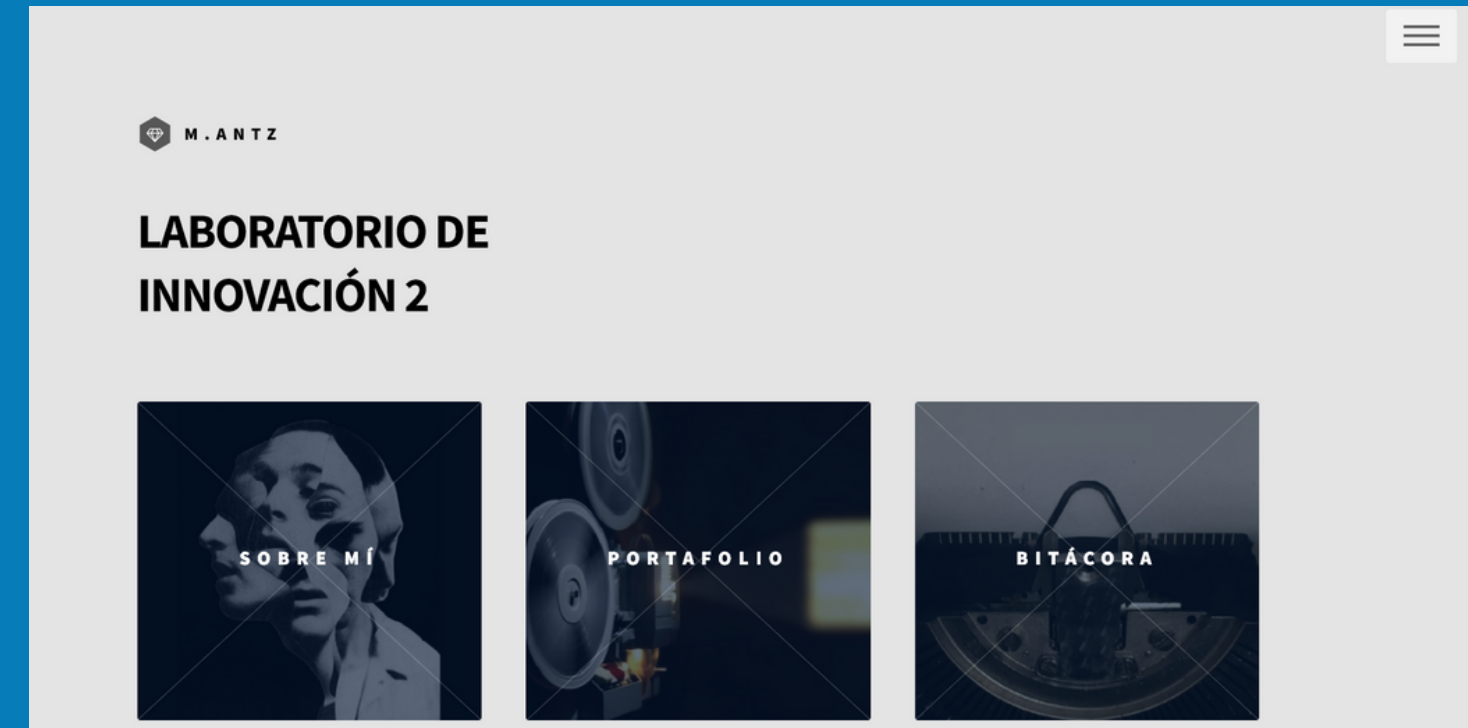 M.ANTZ
LABORATORIO DE
INNOVACIÓN 2
SOBRE MÍ
PORTAFOLIO
BITÁCORA